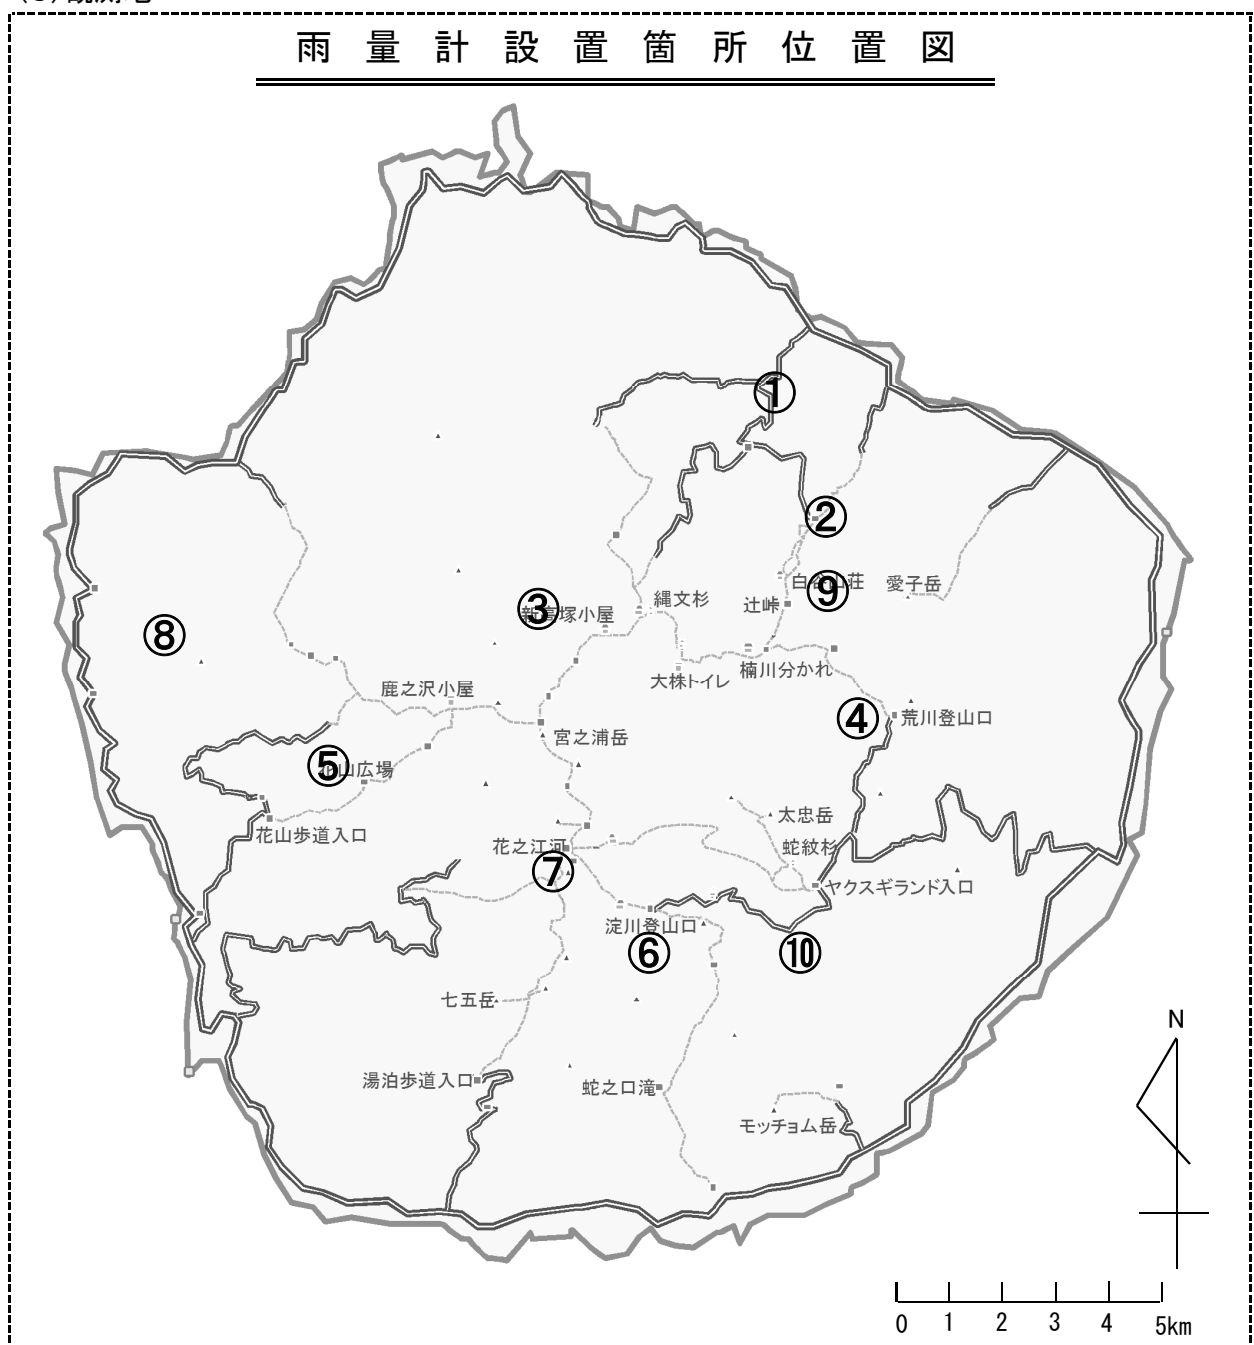 雨量計設置箇所位置図
①
②
白谷山荘
⑨
愛子岳
③
新高塚小屋
縄文杉
辻峠
⑧
大株トイレ
楠川分かれ
鹿之沢小屋
④
荒川登山口
宮之浦岳
⑤
花山広場
太忠岳
花山歩道入口
花之江河
蛇紋杉
⑦
ヤクスギランド入口
淀川登山口
⑥
⑩
七五岳
N
湯泊歩道入口
蛇之口滝
モッチョム岳
0 1 2 3 4 5km